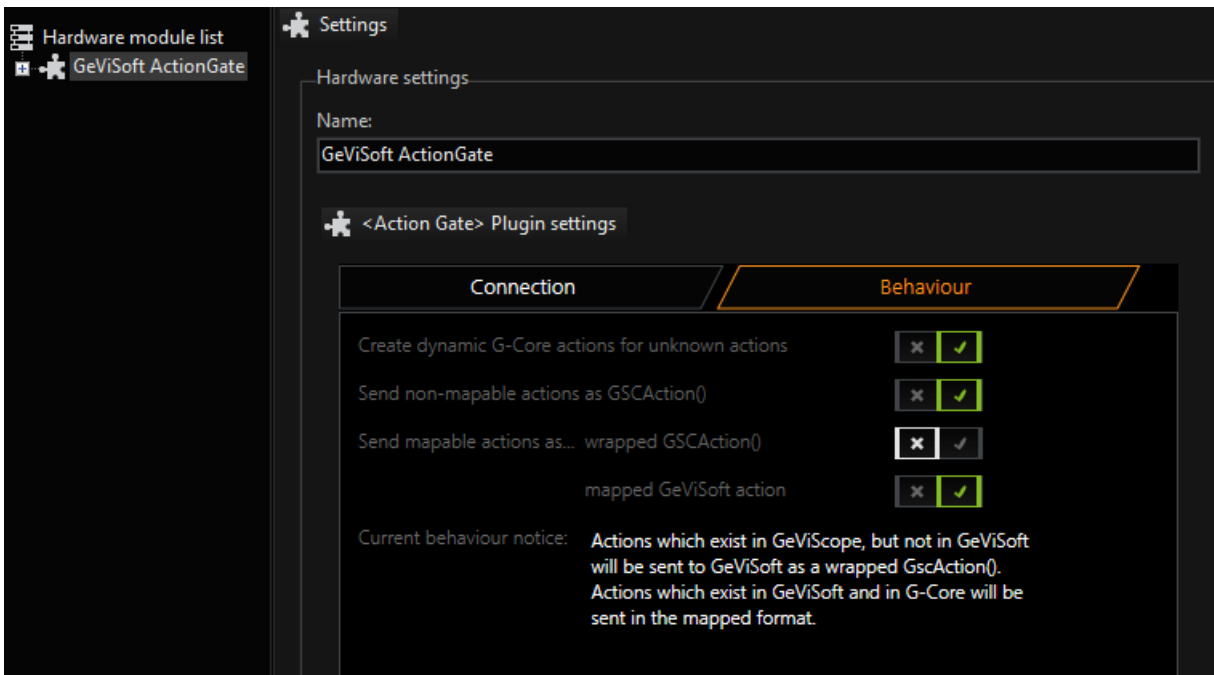 Hardware module list
GeViSoft ActionGate
Settings
Hardware settings
Name:
GeViSoft ActionGate
<Action Gate> Plugin settings
Connection
Behaviour
Create dynamic G-Core actions for unknown actions
Send non-mapable actions as GSCAction()
Send mapable actions as... wrapped GSCAction()
mapped GeViSoft action
Current behaviour notice:
Actions which exist in GeViScope, but not in GeViSoft
will be sent to GeViSoft as a wrapped GscAction().
Actions which exist in GeViSoft and in G-Core will be
sent in the mapped format.